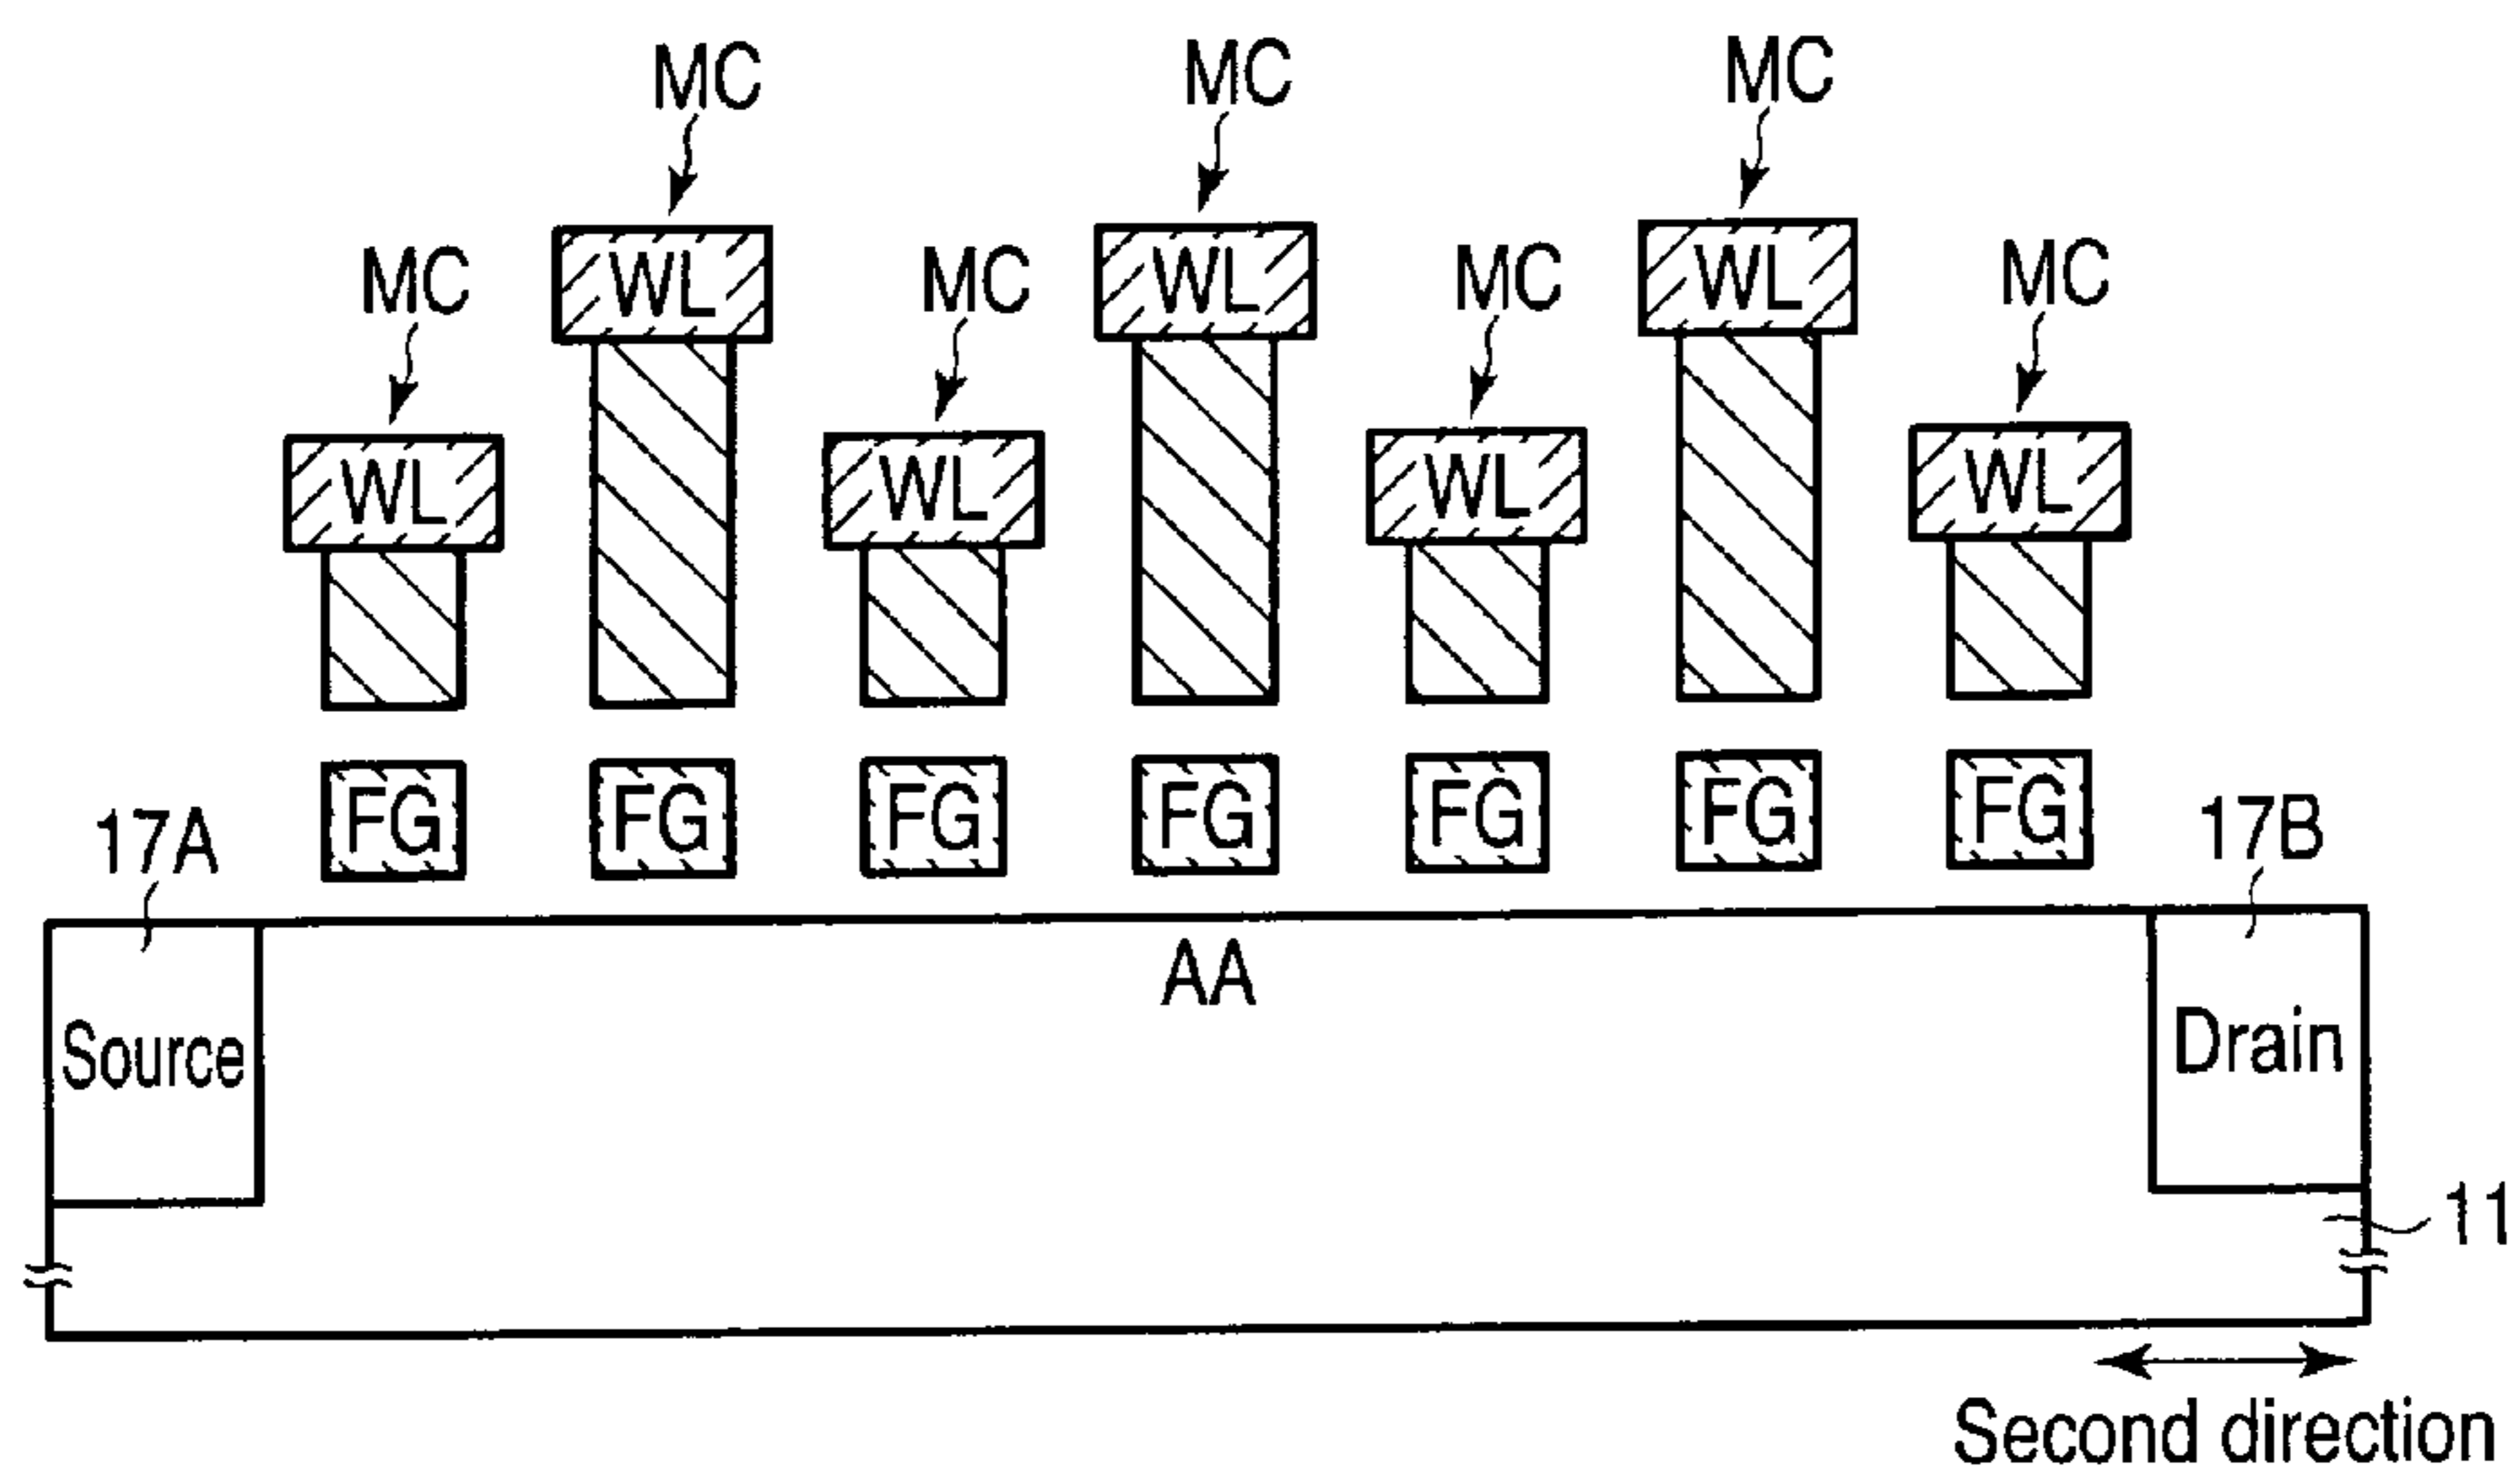 MC MC MC
MC MC MC MC
WL WL WL
WL WL WL WL
FG FG FG FG FG FG FG
17A 17B
AA
Source Drain
11
Second direction